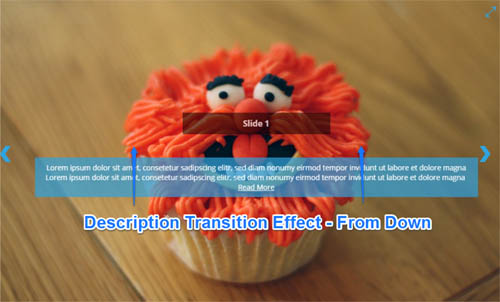 Slide 1
Lorem ipsum dolor sit amet, consetetur sadipscing elitr, sed diam nonumy eirmod tempor invidunt ut labore et dolore magna
Lorem ipsum dolor sit amet, consetetur sadipscing elitr, sed diam nonumy eirmod tempor invidunt ut labore et dolore magna
Read More
Description Transition Effect - From Down